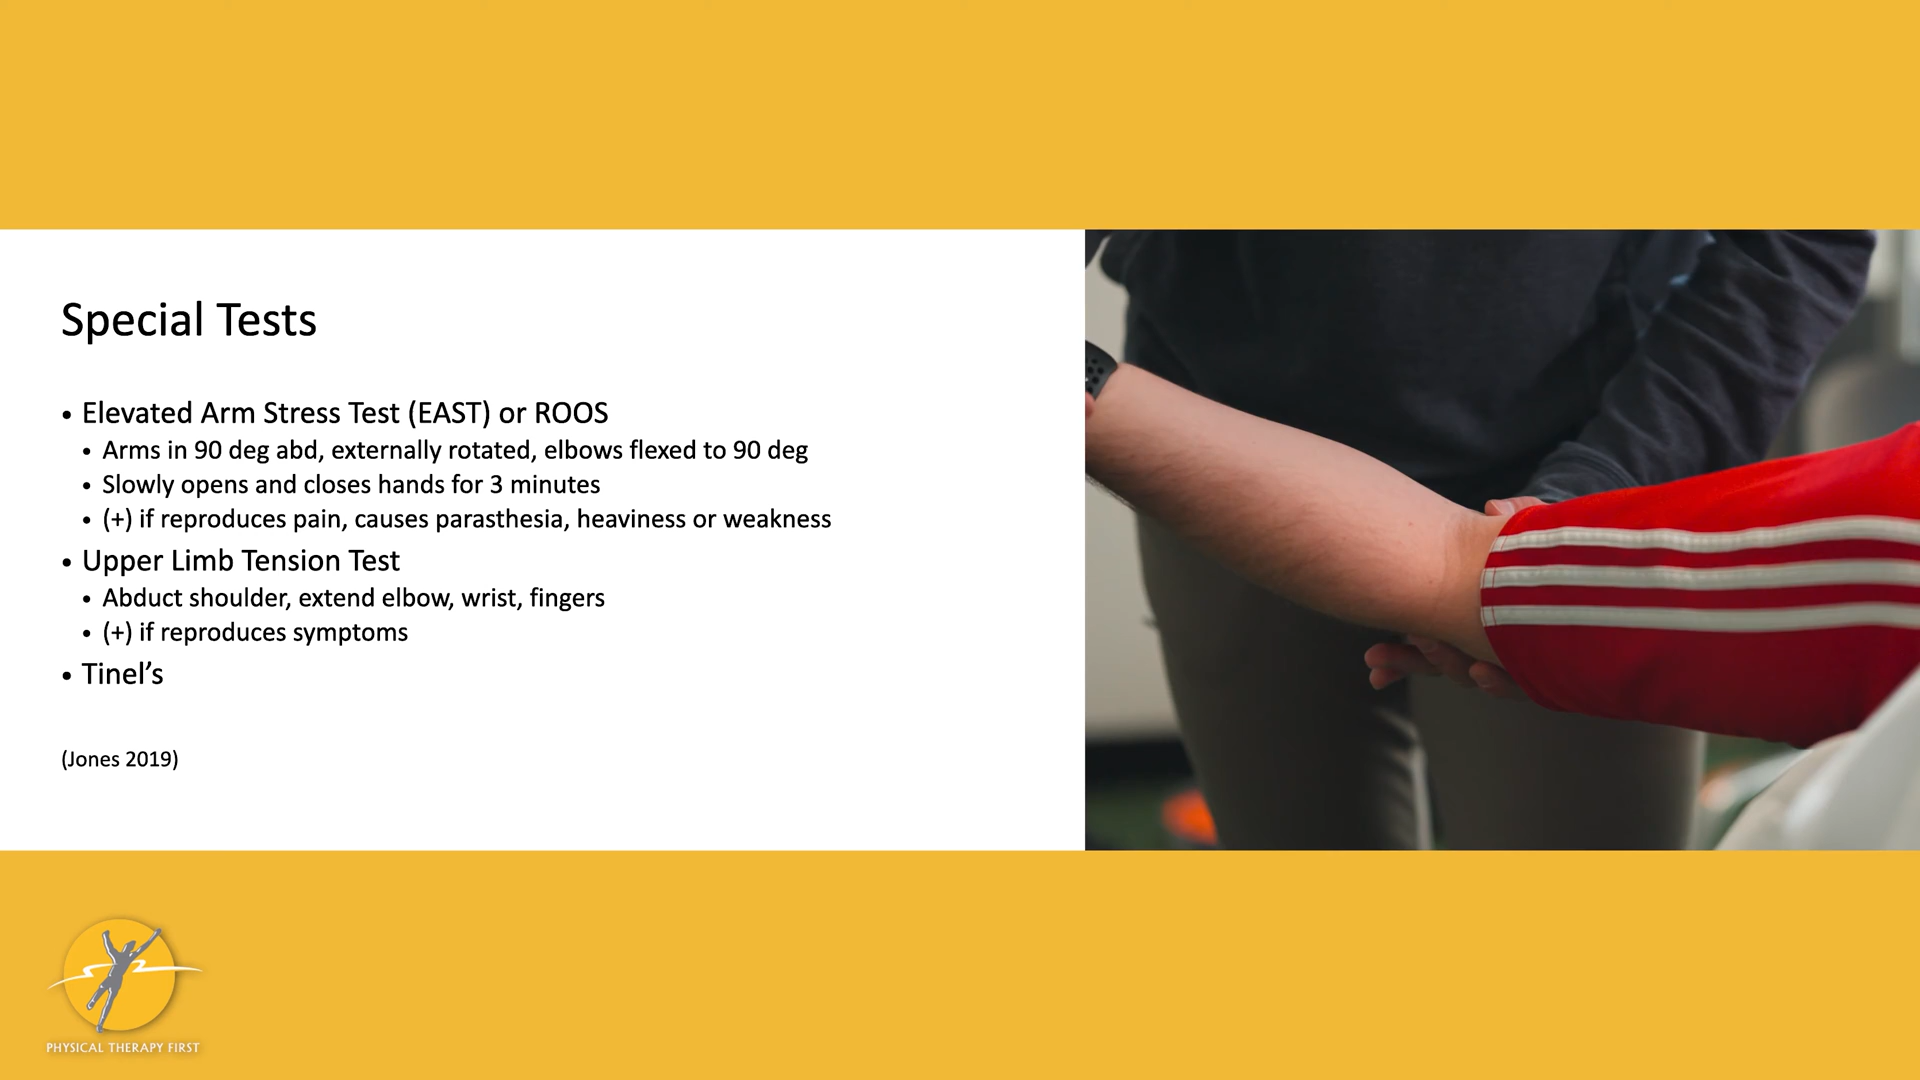 Special Tests
• Elevated Arm Stress Test (EAST) or ROOS
• Arms in 90 deg abd, externally rotated, elbows flexed to 90 deg
• Slowly opens and closes hands for 3 minutes
• (+) if reproduces pain, causes parasthesia, heaviness or weakness
• Upper Limb Tension Test
• Abduct shoulder, extend elbow, wrist, fingers
• (+) if reproduces symptoms
• Tinel’s
(Jones 2019)
PHYSICAL THERAPY FIRST